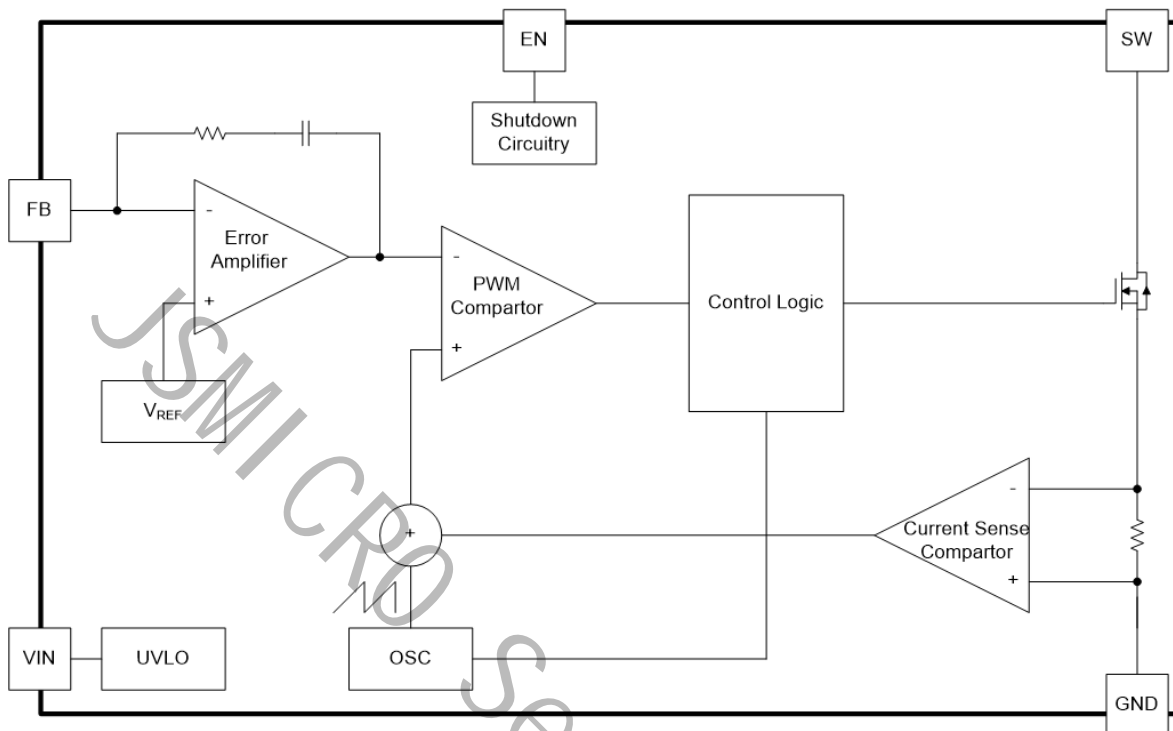 EN
SW
Shutdown
Circuitry
FB
-
Error
Amplifier
+
-
PWM
Compartor
+
Control Logic
VREF
-
Current Sense
Compartor
+
+
VIN
UVLO
OSC
GND
JSMICRO Se